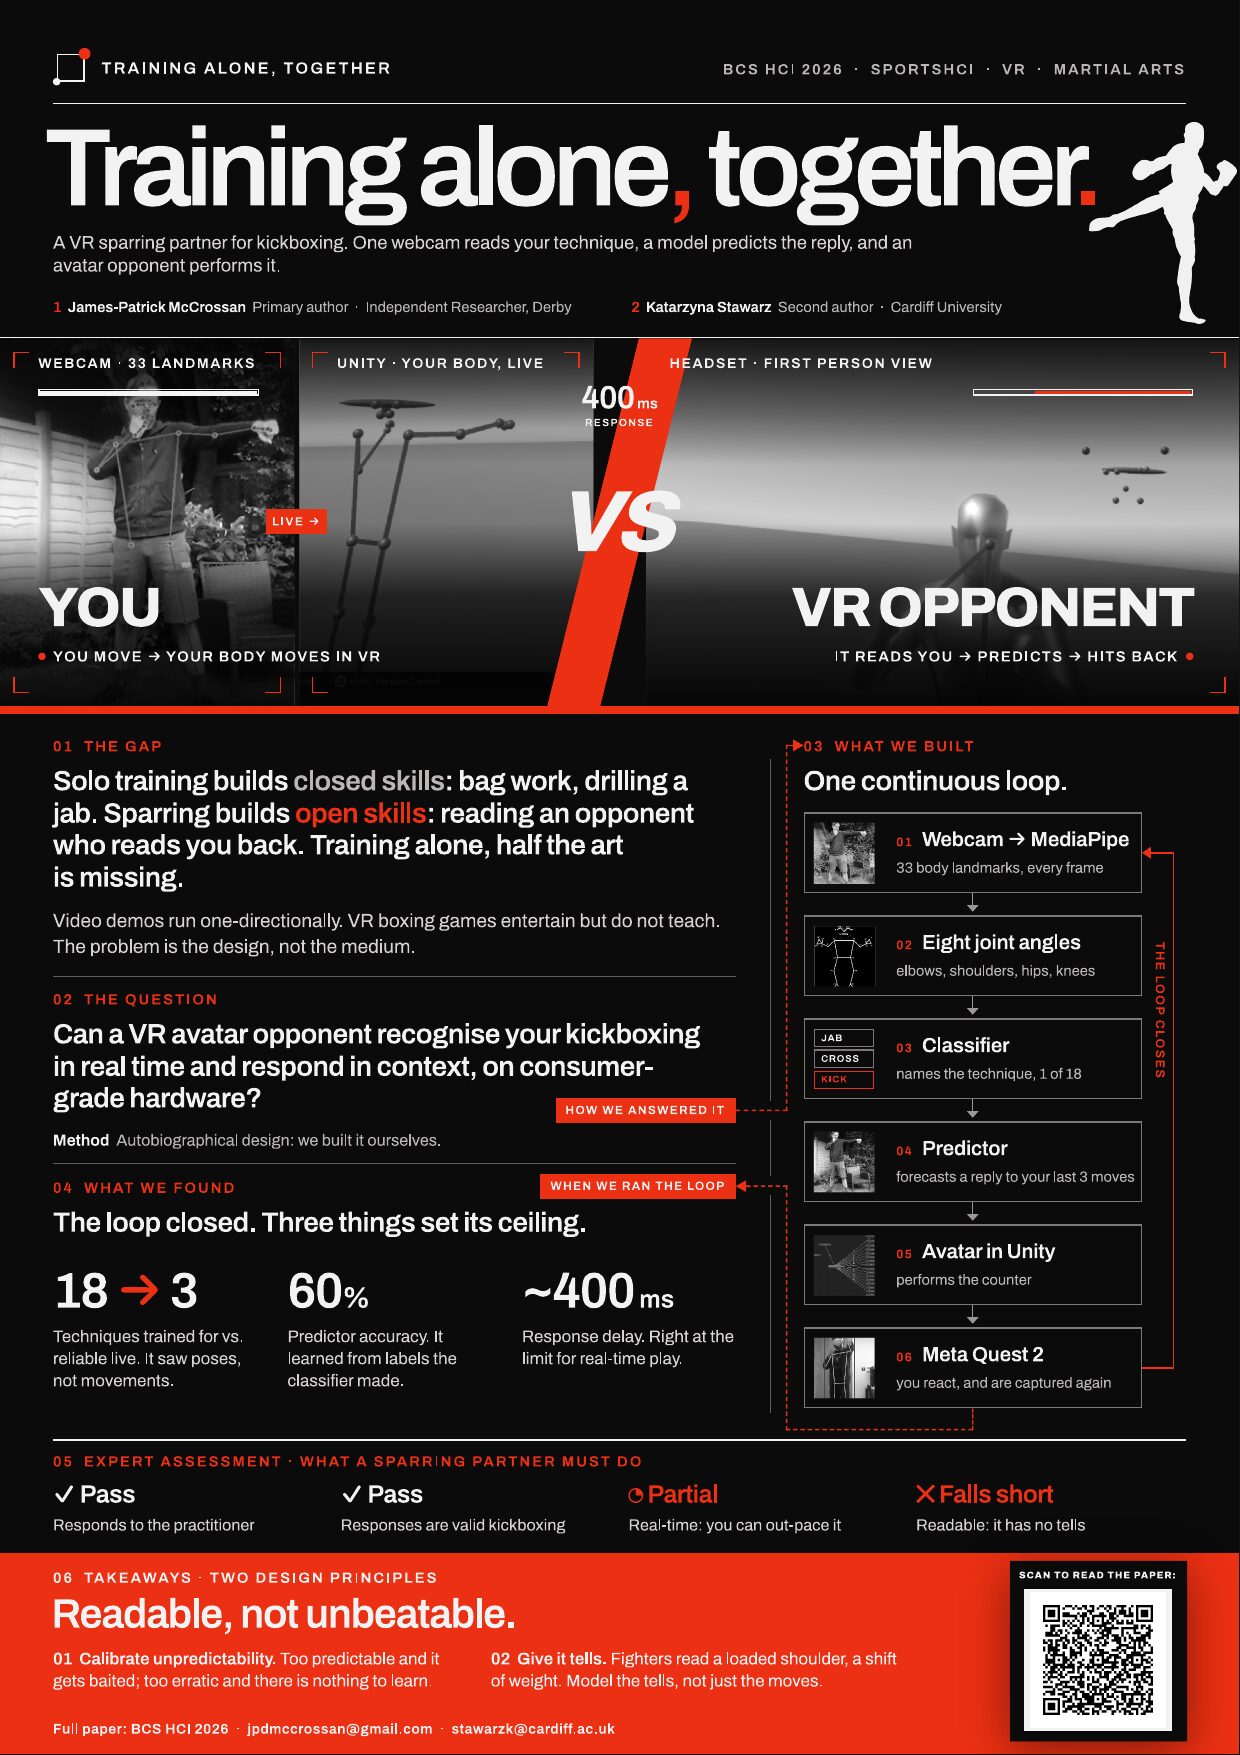 TRAINING ALONE, TOGETHER
BCS HCI 2026 · SPORTSHCI · VR · MARTIAL ARTS
Training alone, together.
A VR sparring partner for kickboxing. One webcam reads your technique, a model predicts the reply, and an
avatar opponent performs it.
1 James-Patrick McCrossan Primary author · Independent Researcher, Derby
2 Katarzyna Stawarz Second author · Cardiff University
WEBCAM · 33 LANDMARKS
UNITY · YOUR BODY, LIVE
HEADSET · FIRST PERSON VIEW
400 ms
RESPONSE
LIVE →
VS
YOU
YOU MOVE → YOUR BODY MOVES IN VR
VR OPPONENT
IT READS YOU → PREDICTS → HITS BACK
Unity Version Control
01 THE GAP
Solo training builds closed skills: bag work, drilling a
jab. Sparring builds open skills: reading an opponent
who reads you back. Training alone, half the art
is missing.
Video demos run one-directionally. VR boxing games entertain but do not teach.
The problem is the design, not the medium.
02 THE QUESTION
Can a VR avatar opponent recognise your kickboxing
in real time and respond in context, on consumer-
grade hardware?
HOW WE ANSWERED IT
Method Autobiographical design: we built it ourselves.
03 WHAT WE BUILT
One continuous loop.
01 Webcam → MediaPipe
33 body landmarks, every frame
02 Eight joint angles
elbows, shoulders, hips, knees
JAB
CROSS
KICK
03 Classifier
names the technique, 1 of 18
04 Predictor
forecasts a reply to your last 3 moves
05 Avatar in Unity
performs the counter
06 Meta Quest 2
you react, and are captured again
THE LOOP CLOSES
04 WHAT WE FOUND
WHEN WE RAN THE LOOP
The loop closed. Three things set its ceiling.
18 → 3
Techniques trained for vs.
reliable live. It saw poses,
not movements.
60%
Predictor accuracy. It
learned from labels the
classifier made.
~400 ms
Response delay. Right at the
limit for real-time play.
05 EXPERT ASSESSMENT · WHAT A SPARRING PARTNER MUST DO
✓ Pass
Responds to the practitioner
✓ Pass
Responses are valid kickboxing
Partial
Real-time: you can out-pace it
✕ Falls short
Readable: it has no tells
06 TAKEAWAYS · TWO DESIGN PRINCIPLES
Readable, not unbeatable.
01 Calibrate unpredictability. Too predictable and it
gets baited; too erratic and there is nothing to learn.
02 Give it tells. Fighters read a loaded shoulder, a shift
of weight. Model the tells, not just the moves.
Full paper: BCS HCI 2026 · jpdmccrossan@gmail.com · stawarzk@cardiff.ac.uk
SCAN TO READ THE PAPER: